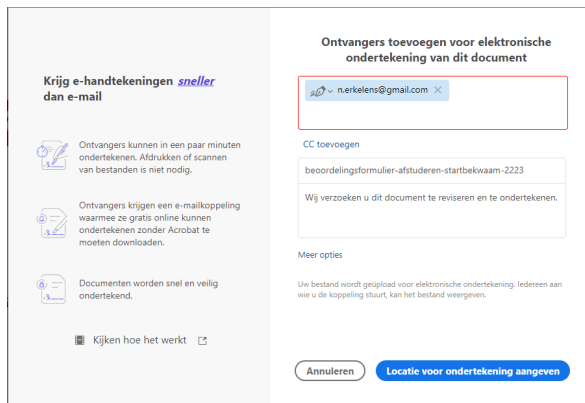 Krijg e-handtekeningen sneller
dan e-mail
Ontvangers kunnen in een paar minuten
ondertekenen. Afdrukken of scannen
van bestanden is niet nodig.
Ontvangers krijgen een e-mailkoppeling
waarmee ze gratis online kunnen
ondertekenen zonder Acrobat te
moeten downloaden.
Documenten worden snel en veilig
ondertekend.
Kijken hoe het werkt
Ontvangers toevoegen voor elektronische
ondertekening van dit document
n.erkelens@gmail.com
CC toevoegen
beoordelingsformulier-afstuderen-startbekwaam-2223
Wij verzoeken u dit document te reviseren en te ondertekenen.
Meer opties
Uw bestand wordt geüpload voor elektronische ondertekening. Iedereen aan
wie u de koppeling stuurt, kan het bestand weergeven.
Annuleren
Locatie voor ondertekening aangeven